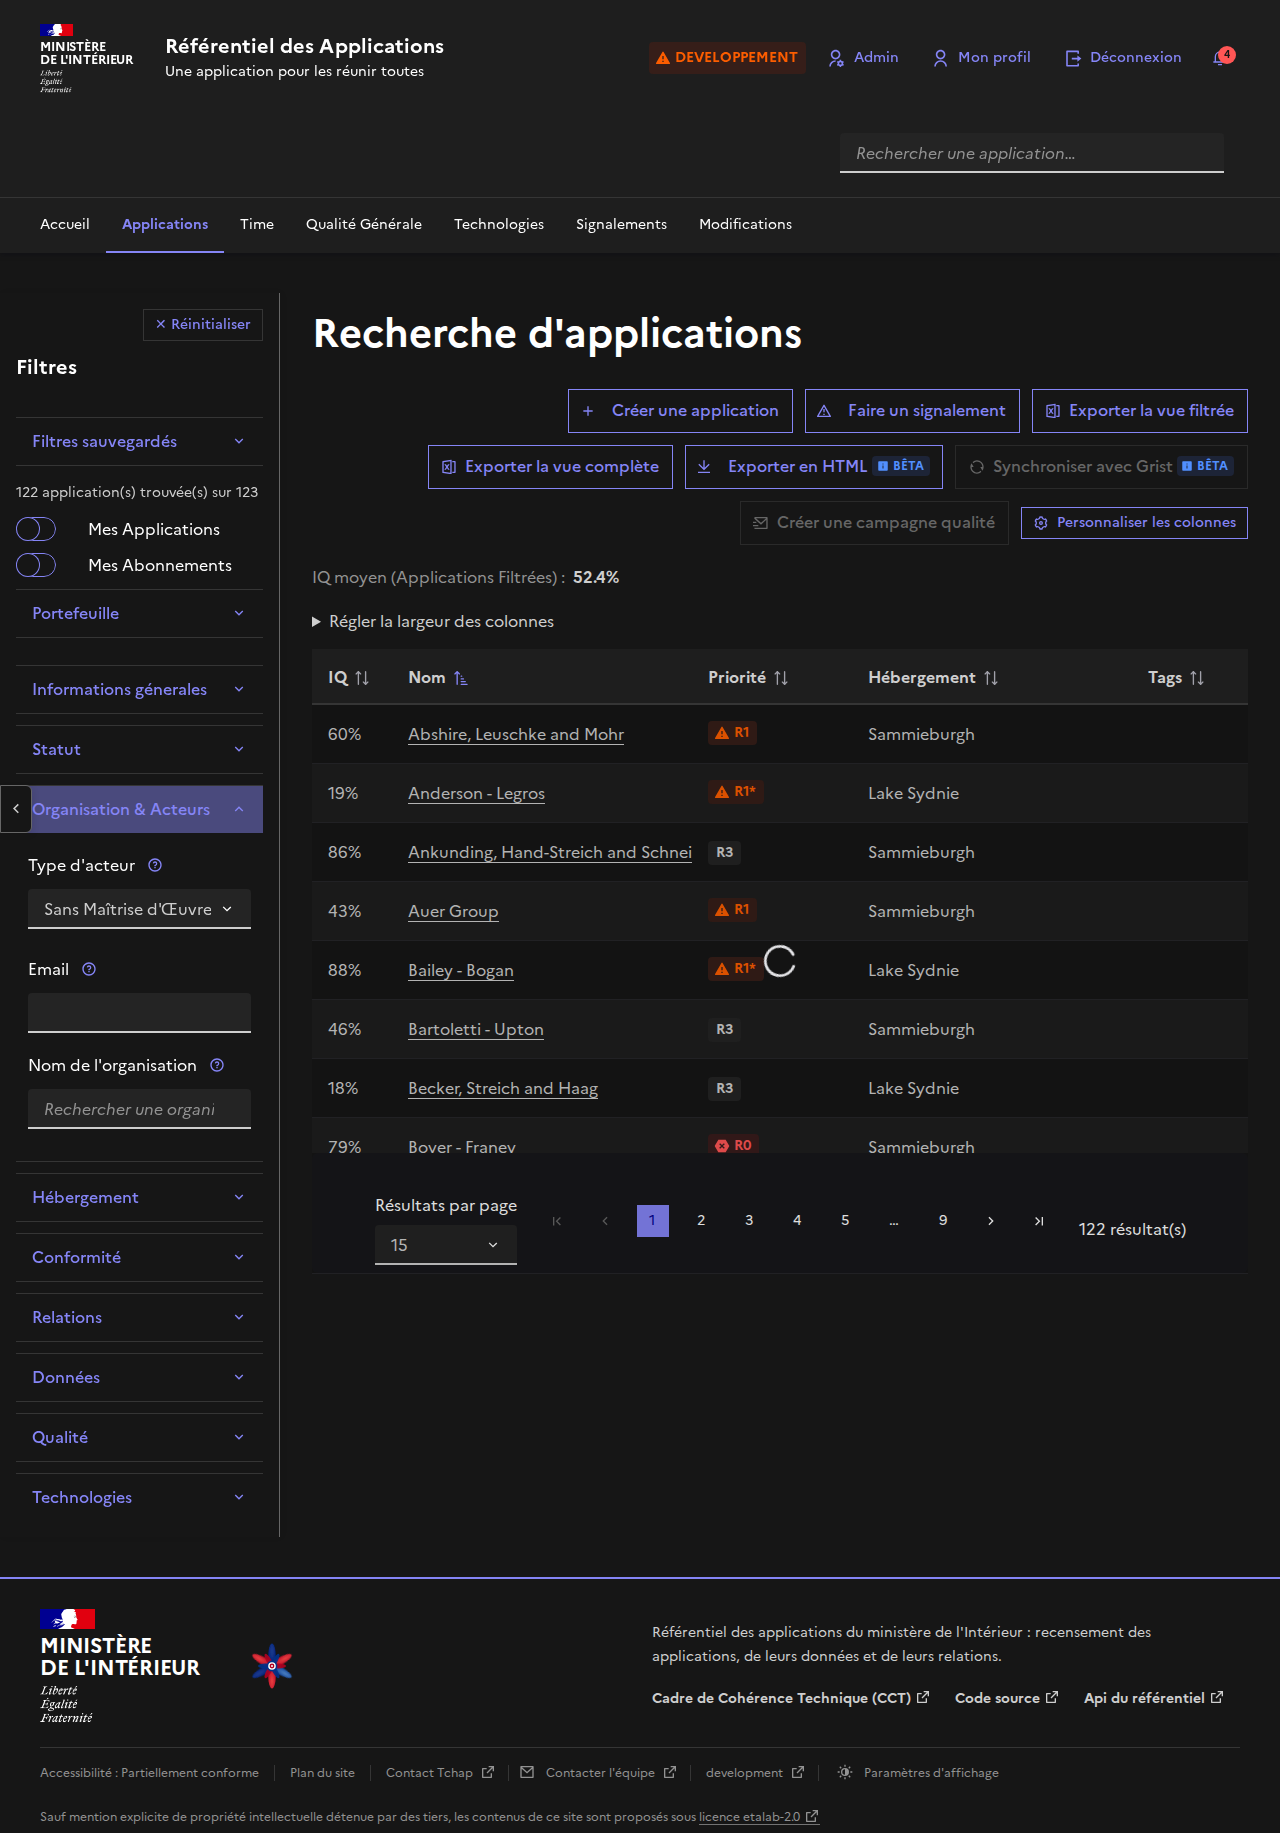 MINISTÈRE
DE L'INTÉRIEUR
Liberté
Égalité
Fraternité
Référentiel des Applications
Une application pour les réunir toutes
DEVELOPPEMENT
Admin
Mon profil
Déconnexion
4
Rechercher une application...
Accueil
Applications
Time
Qualité Générale
Technologies
Signalements
Modifications
Réinitialiser
Filtres
Filtres sauvegardés
122 application(s) trouvée(s) sur 123
Mes Applications
Mes Abonnements
Portefeuille
Informations génerales
Statut
Organisation & Acteurs
Type d'acteur
Sans Maîtrise d'Œuvre
Email
Nom de l'organisation
Rechercher une organi
Hébergement
Conformité
Relations
Données
Qualité
Technologies
Recherche d'applications
Créer une application
Faire un signalement
Exporter la vue filtrée
Exporter la vue complète
Exporter en HTML BÊTA
Synchroniser avec Grist BÊTA
Créer une campagne qualité
Personnaliser les colonnes
IQ moyen (Applications Filtrées) : 52.4%
Régler la largeur des colonnes
IQ Nom Priorité Hébergement Tags
60% Abshire, Leuschke and Mohr R1 Sammieburgh
19% Anderson - Legros R1* Lake Sydnie
86% Ankunding, Hand-Streich and Schnei R3 Sammieburgh
43% Auer Group R1 Sammieburgh
88% Bailey - Bogan R1* Lake Sydnie
46% Bartoletti - Upton R3 Sammieburgh
18% Becker, Streich and Haag R3 Lake Sydnie
79% Boyer - Franey R0 Sammieburgh
Résultats par page
15
1 2 3 4 5 … 9
122 résultat(s)
MINISTÈRE
DE L'INTÉRIEUR
Liberté
Égalité
Fraternité
Référentiel des applications du ministère de l'Intérieur : recensement des
applications, de leurs données et de leurs relations.
Cadre de Cohérence Technique (CCT)
Code source
Api du référentiel
Accessibilité : Partiellement conforme
Plan du site
Contact Tchap
Contacter l'équipe
development
Paramètres d'affichage
Sauf mention explicite de propriété intellectuelle détenue par des tiers, les contenus de ce site sont proposés sous licence etalab-2.0